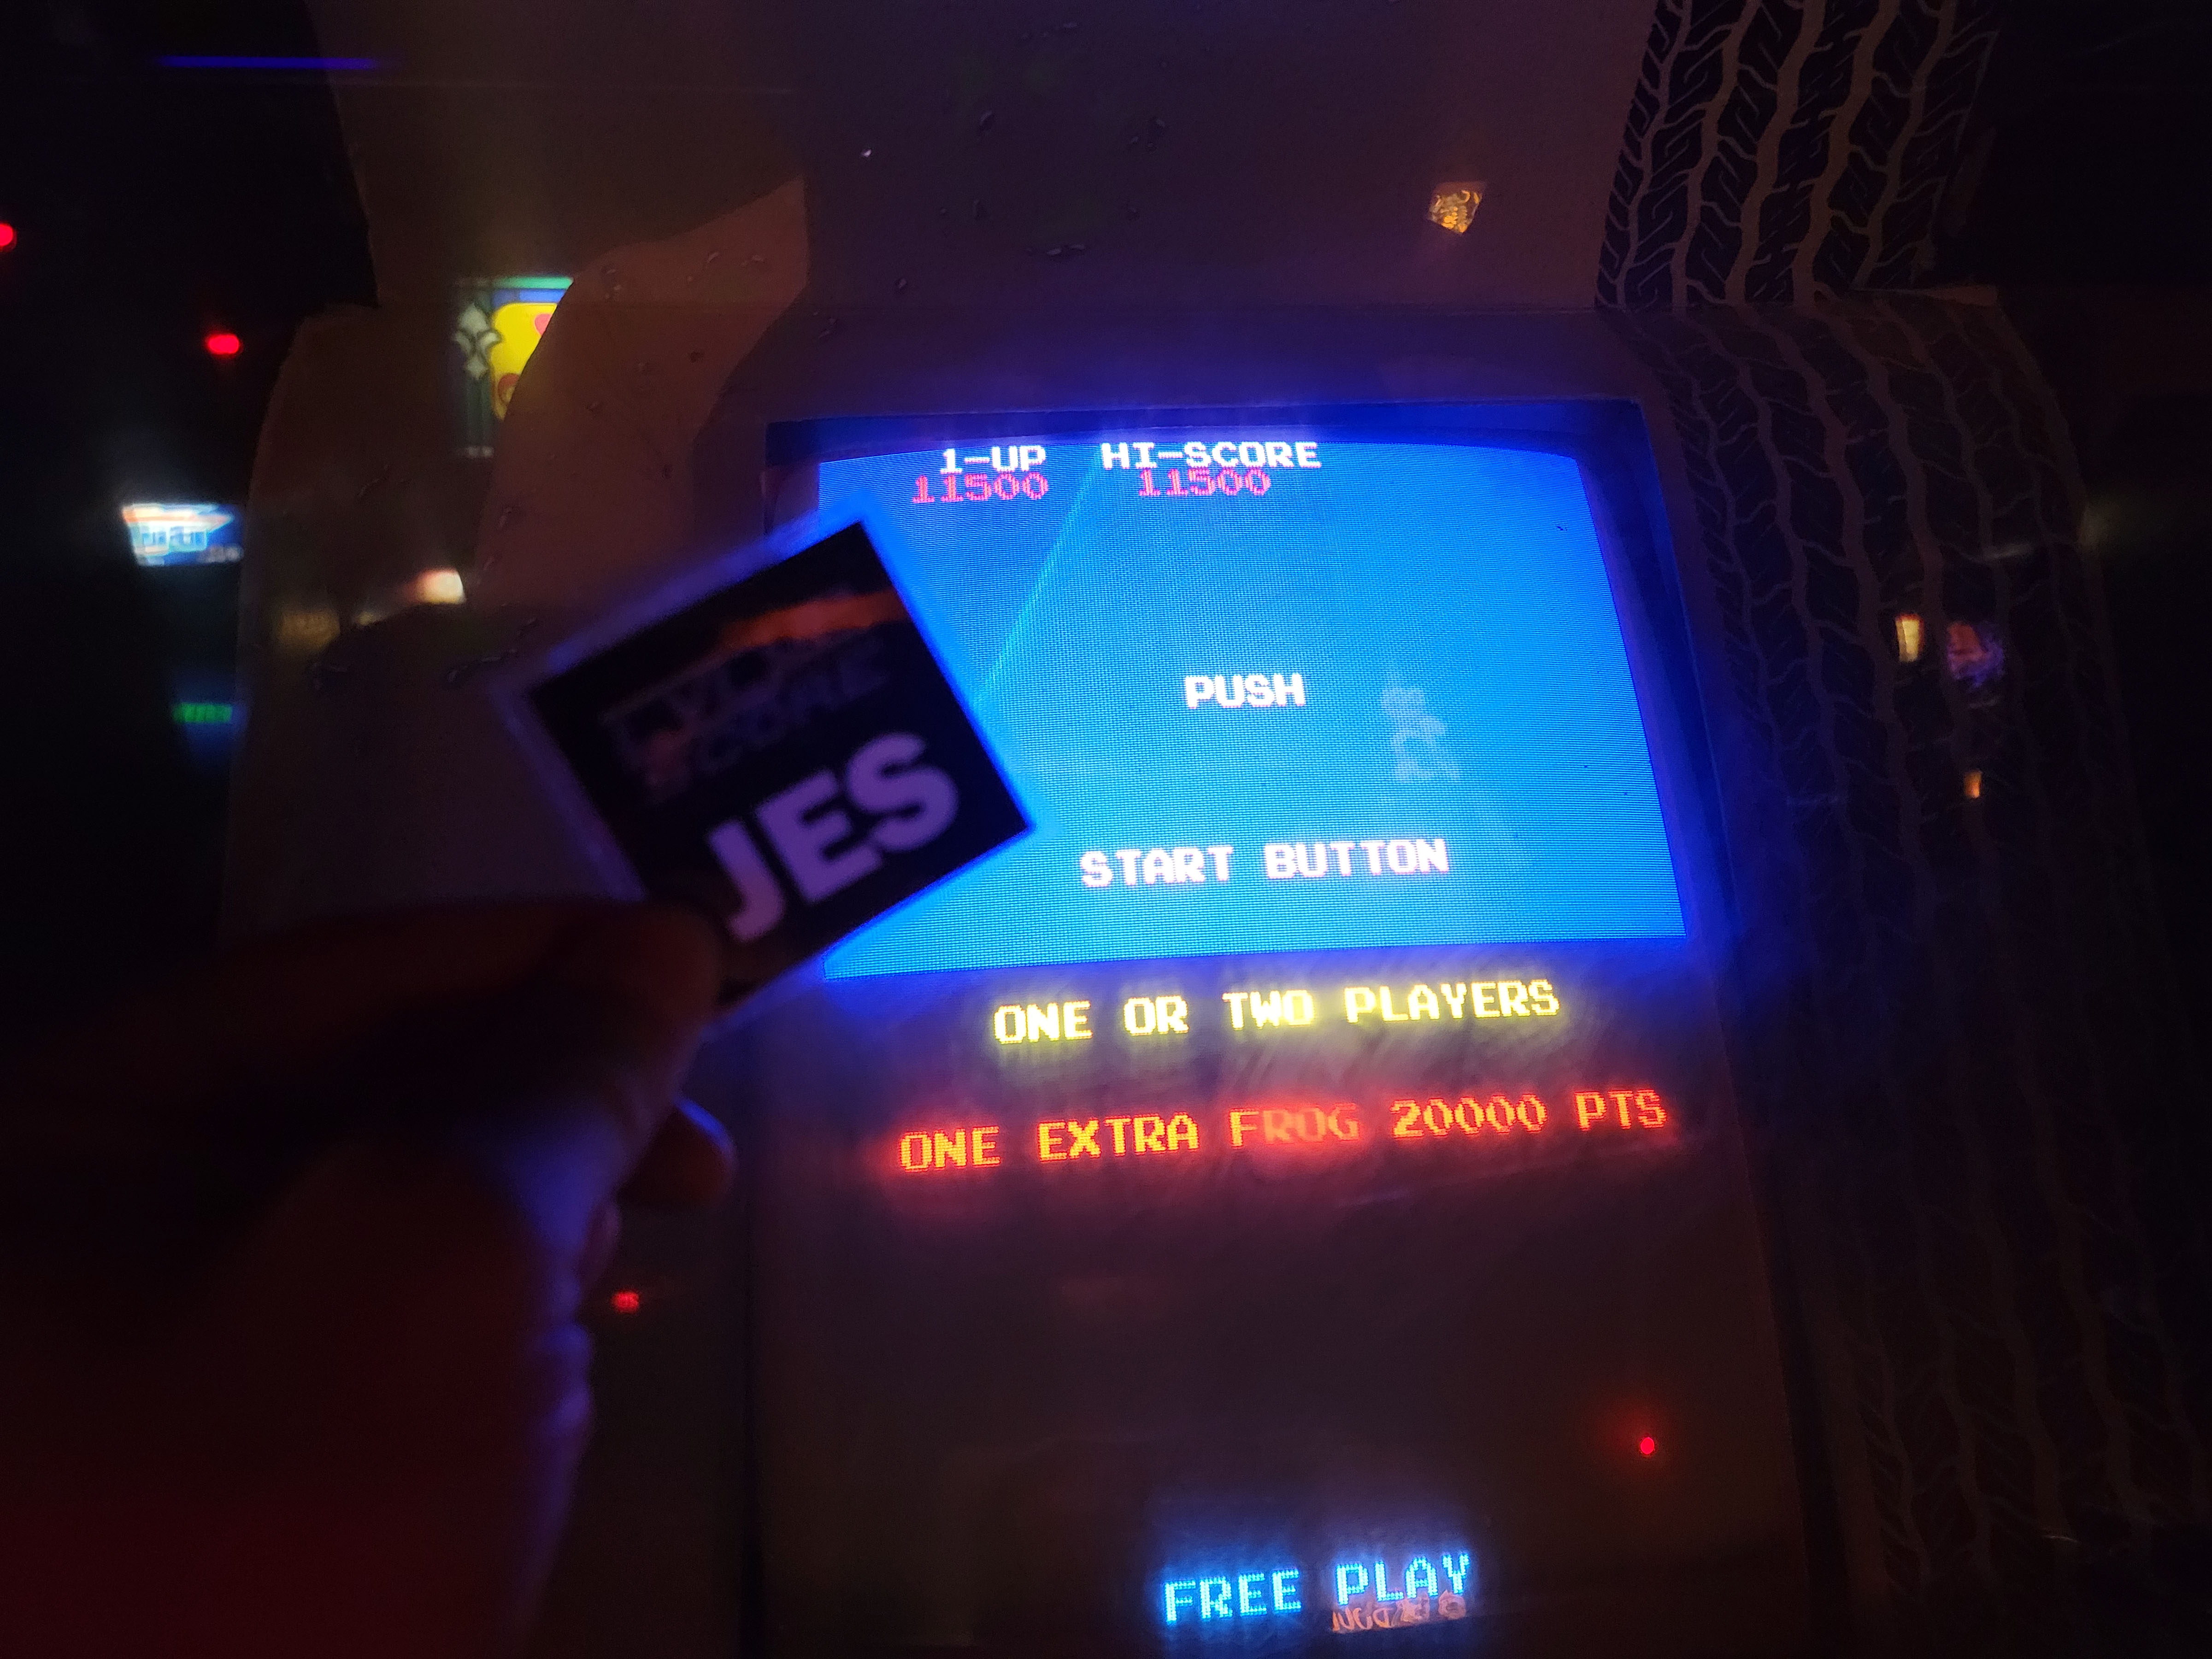 1-UP HI-SCORE
11500 11500
SCORE
JES
PUSH
START BUTTON
ONE OR TWO PLAYERS
ONE EXTRA FROG 20000 PTS
FREE PLAY